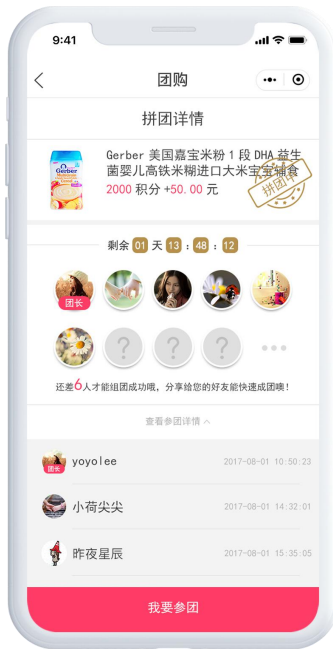 9:41
团购
拼团详情
Gerber 美国嘉宝米粉 1 段 DHA 益生
菌婴儿高铁米糊进口大米宝宝辅食
2000 积分 +50.00 元
拼团中
Gerber
剩余 01 天 13 : 48 : 12
团长
? ? ?
还差6人才能组团成功哦，分享给您的好友能快速成团噢！
查看参团详情
团长
yoyolee 2017-08-01 10:50:23
小荷尖尖 2017-08-01 14:32:01
昨夜星辰 2017-08-01 15:35:05
我要参团